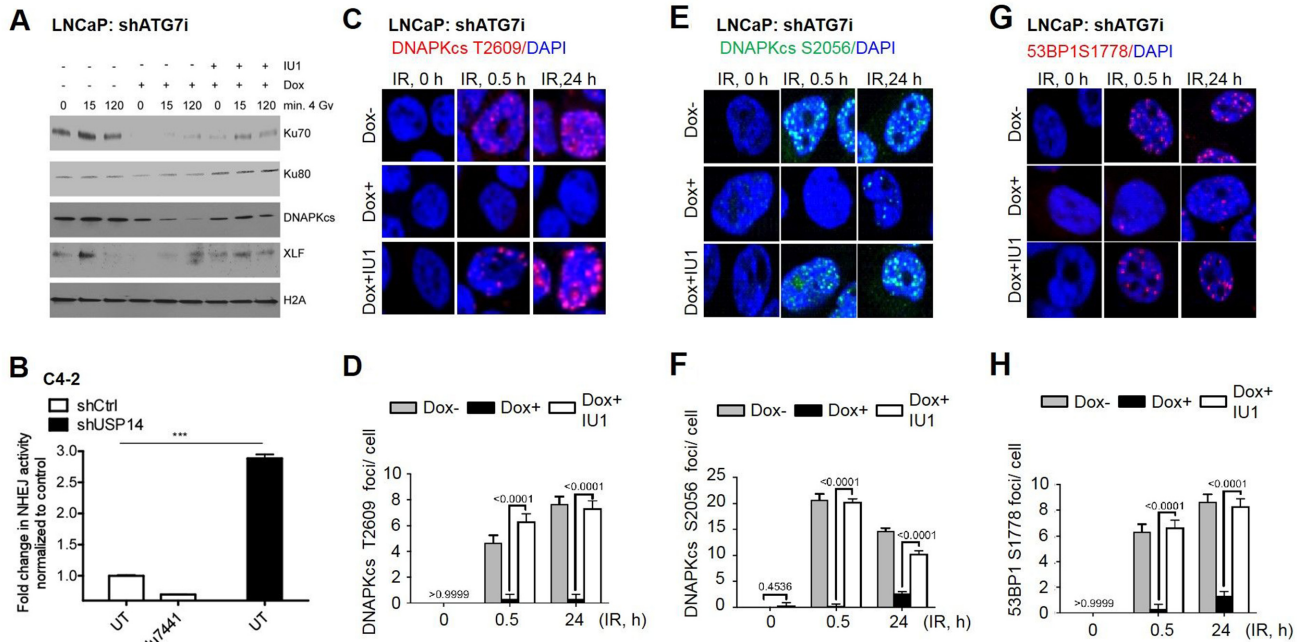 A LNCaP: shATG7i
- - - - - - + + + IU1
- - - + + + + + + Dox
0 15 120 0 15 120 0 15 120 min. 4 Gv
Ku70
Ku80
DNAPKcs
XLF
H2A
B C4-2
shCtrl
shUSP14
***
Fold change in NHEJ activity
normalized to control
3.0
2.5
2.0
1.5
1.0
UT
UT
C LNCaP: shATG7i
DNAPKcs T2609/DAPI
IR, 0 h IR, 0.5 h IR,24 h
Dox-
Dox+
Dox+IU1
D
Dox- Dox+ Dox+
IU1
DNAPKcs T2609 foci/ cell
10
8
6
4
2
0
>0.9999
<0.0001
<0.0001
0 0.5 24 (IR, h)
E LNCaP: shATG7i
DNAPKcs S2056/DAPI
IR, 0 h IR, 0.5 h IR,24 h
Dox-
Dox+
Dox+IU1
F
Dox- Dox+ Dox+
IU1
DNAPKcs S2056 foci/ cell
25
20
15
10
5
0
0.4536
<0.0001
<0.0001
0 0.5 24 (IR, h)
G LNCaP: shATG7i
53BP1S1778/DAPI
IR, 0 h IR, 0.5 h IR,24 h
Dox-
Dox+
Dox+IU1
H
Dox- Dox+ Dox+
IU1
53BP1 S1778 foci/ cell
10
8
6
4
2
0
>0.9999
<0.0001
<0.0001
0 0.5 24 (IR, h)